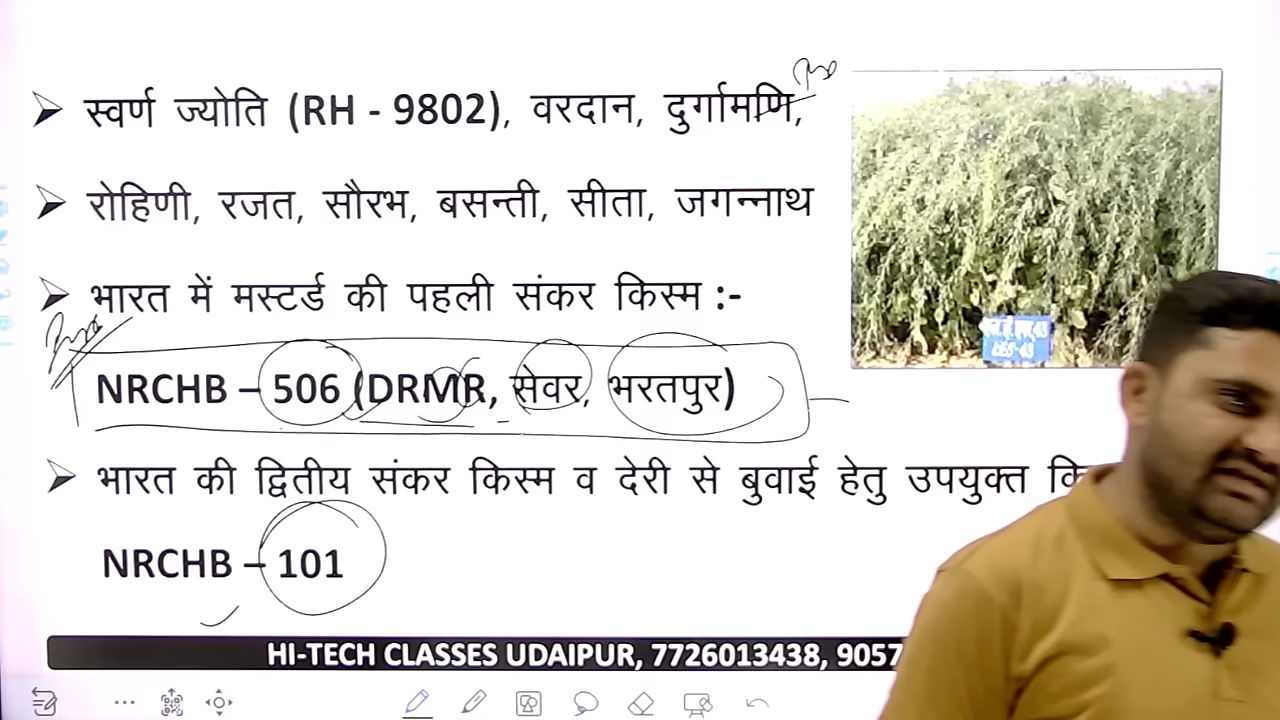 स्वर्ण ज्योति (RH - 9802), वरदान, दुर्गामणि,
रोहिणी, रजत, सौरभ, बसन्ती, सीता, जगन्नाथ
भारत में मस्टर्ड की पहली संकर किस्म :-
NRCHB – 506 (DRMR, सेवर, भरतपुर)
भारत की द्वितीय संकर किस्म व देरी से बुवाई हेतु उपयुक्त
NRCHB – 101
HI-TECH CLASSES UDAIPUR, 7726013438, 9057